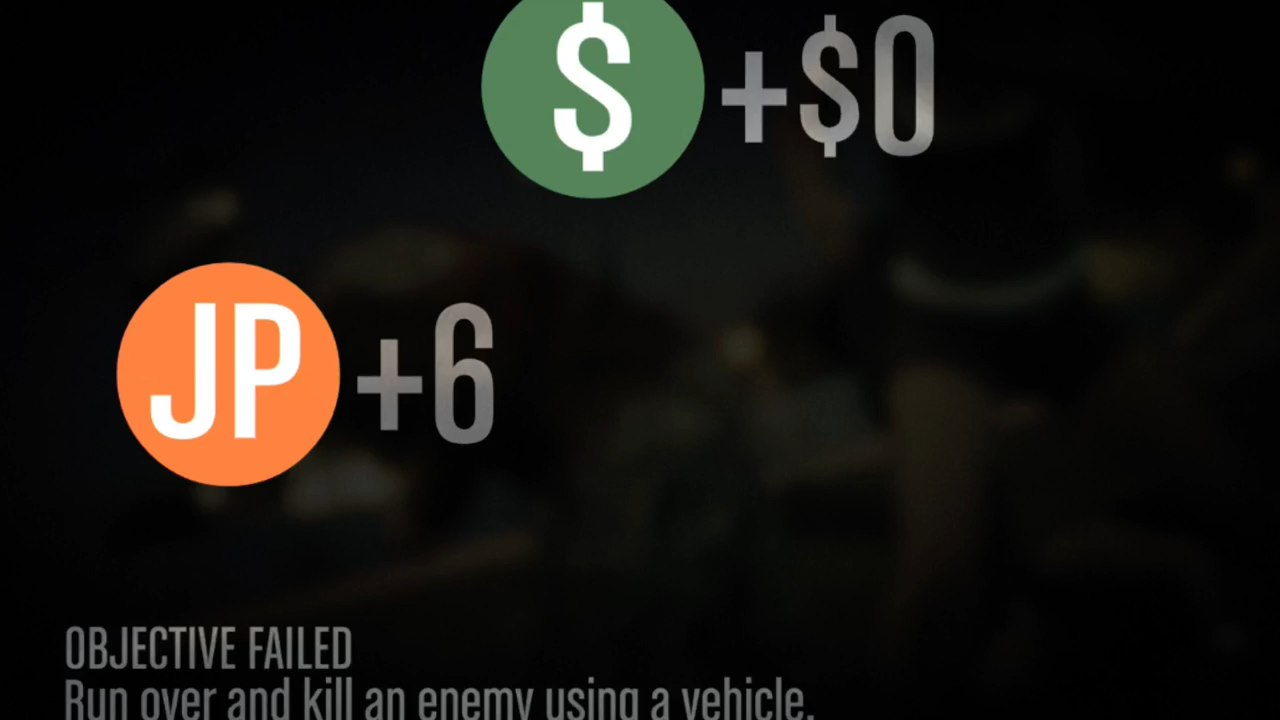 $ +$0
JP +6
OBJECTIVE FAILED
Run over and kill an enemy using a vehicle.